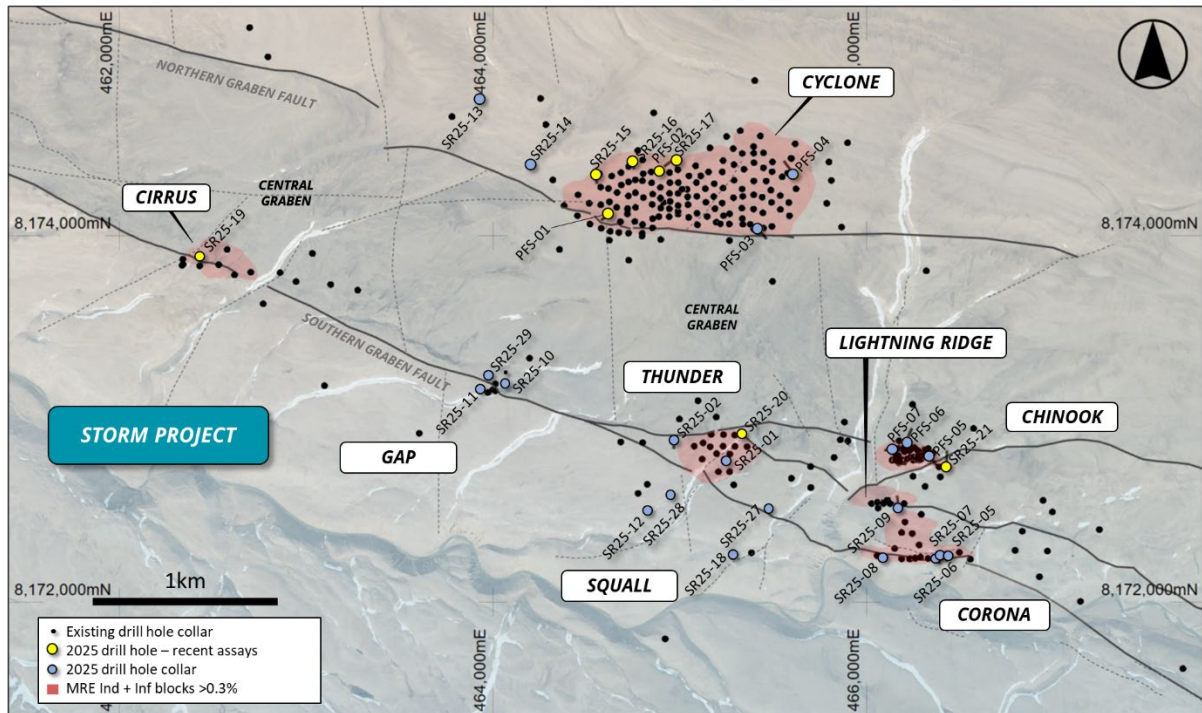 462,000mE
464,000mE
,000mE
NORTHERN GRABEN FAULT
CYCLONE
SR25-13
SR25-14
SR25-15
SR25-16
PFS-02
SR25-17
PFS-04
CIRRUS
CENTRAL
GRABEN
SR25-19
8,174,000mN
8,174,000mN
PFS-01
PFS-03
CENTRAL
GRABEN
SOUTHERN GRABEN FAULT
LIGHTNING RIDGE
SR25-29
SR25-10
SR25-11
THUNDER
SR25-02
SR25-20
SR25-01
PFS-07
PFS-06
PFS-05
SR25-21
CHINOOK
STORM PROJECT
GAP
SR25-12
SR25-28
SR25-27
SR25-18
SR25-09
SR25-07
SR25-05
SR25-08
SR25-06
SQUALL
CORONA
1km
8,172,000mN
8,172,000mN
Existing drill hole collar
2025 drill hole – recent assays
2025 drill hole collar
MRE Ind + Inf blocks >0.3%
464,000mE
466,000mE